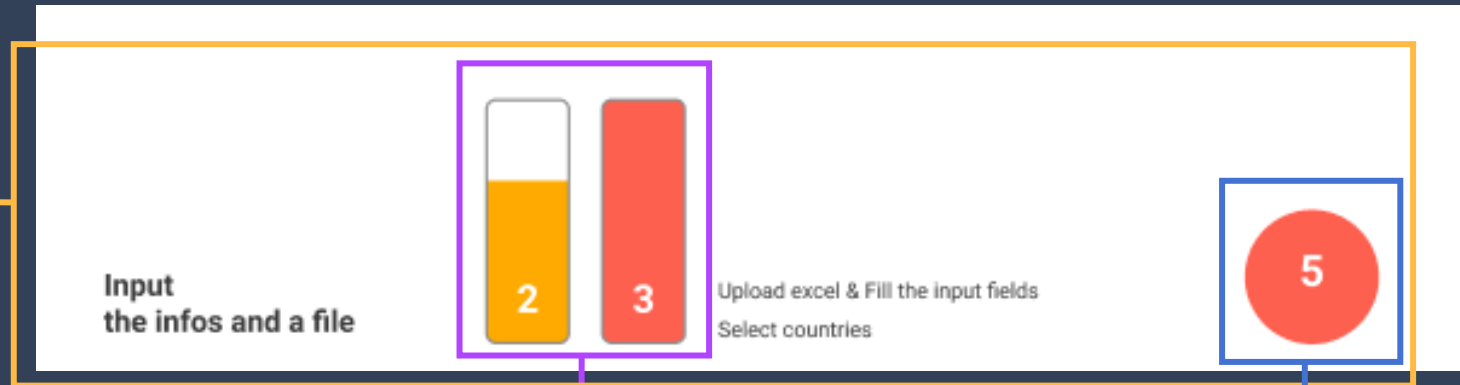 Input
the infos and a file
2
3
Upload excel & Fill the input fields
Select countries
5